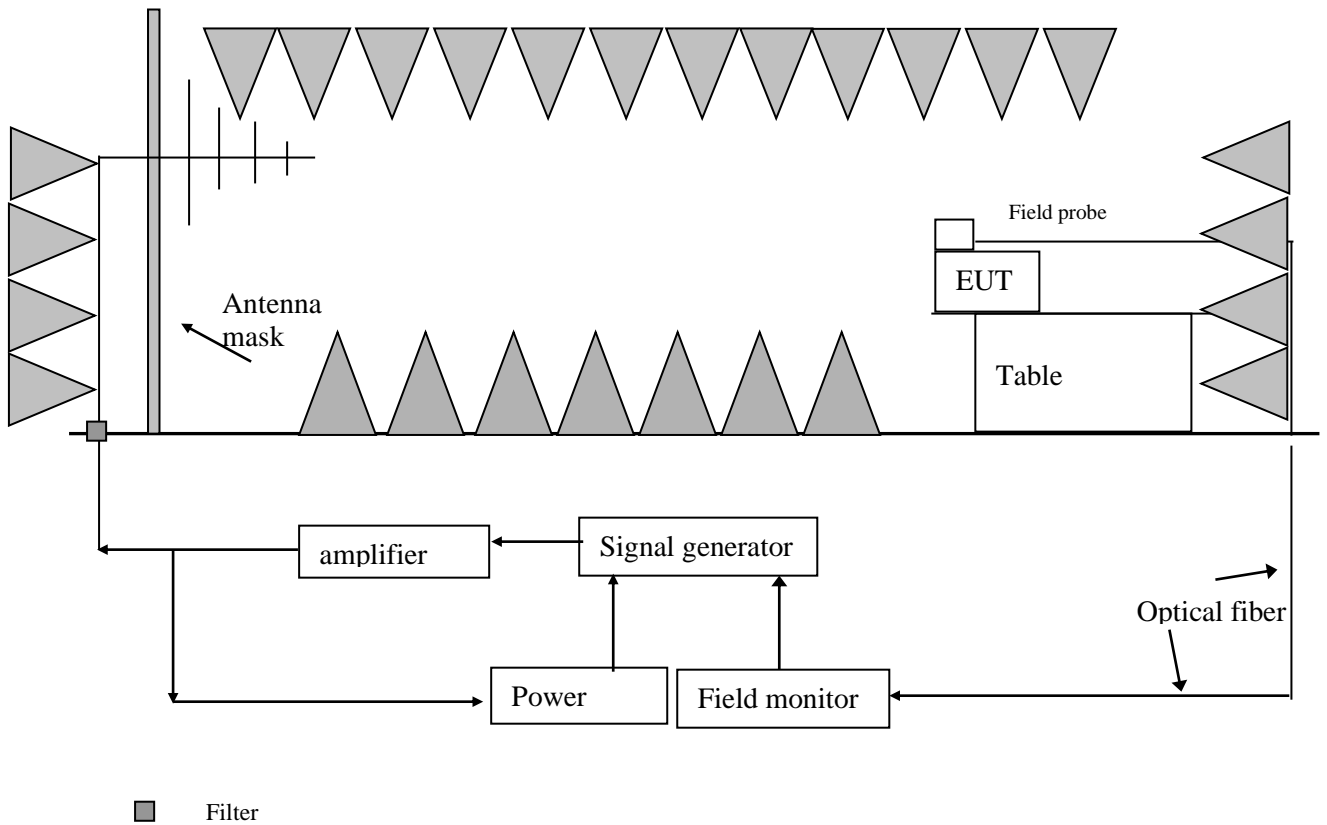 Field probe
EUT
Antenna
mask
Table
Signal generator
amplifier
Optical fiber
Power
Field monitor
Filter